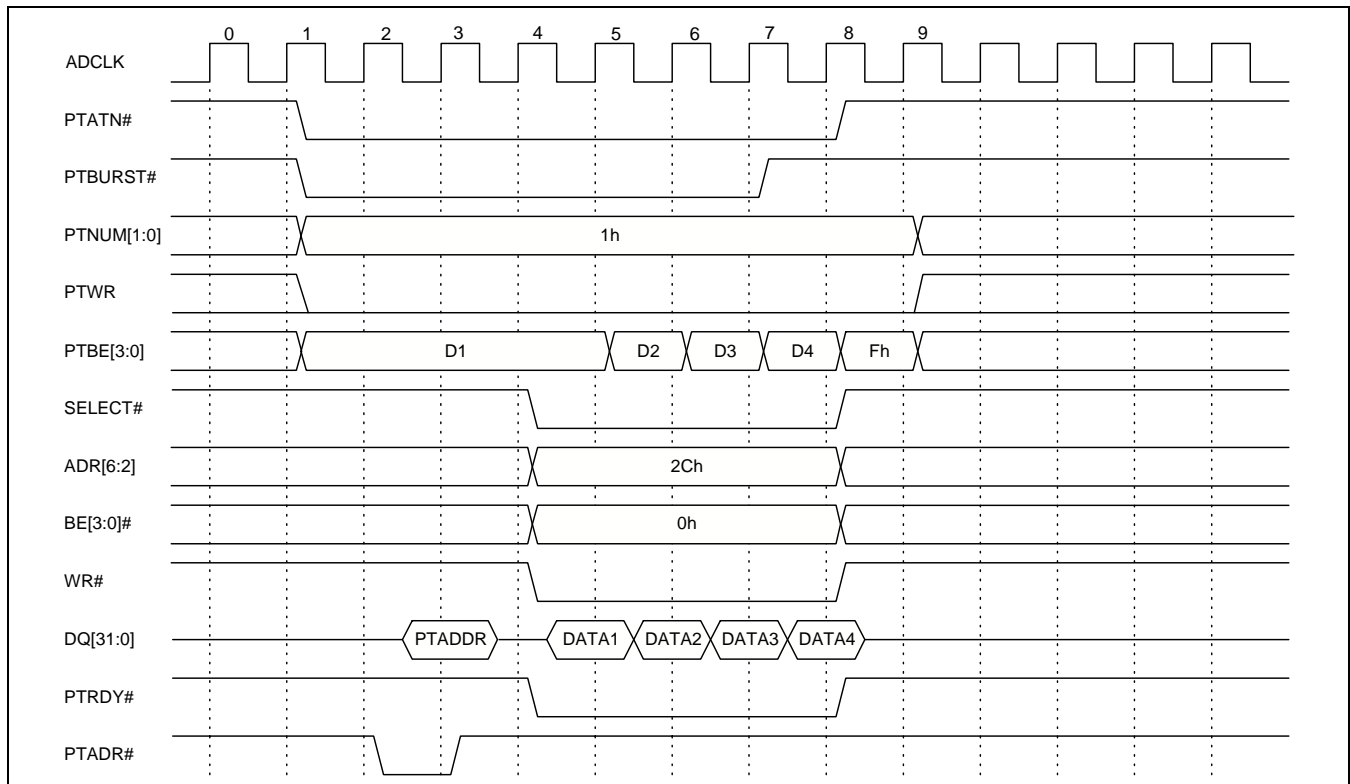 0 1 2 3 4 5 6 7 8 9
ADCLK
PTATN#
PTBURST#
PTNUM[1:0] 1h
PTWR
PTBE[3:0] D1 D2 D3 D4 Fh
SELECT#
ADR[6:2] 2Ch
BE[3:0]# 0h
WR#
DQ[31:0] PTADDR DATA1 DATA2 DATA3 DATA4
PTRDY#
PTADR#